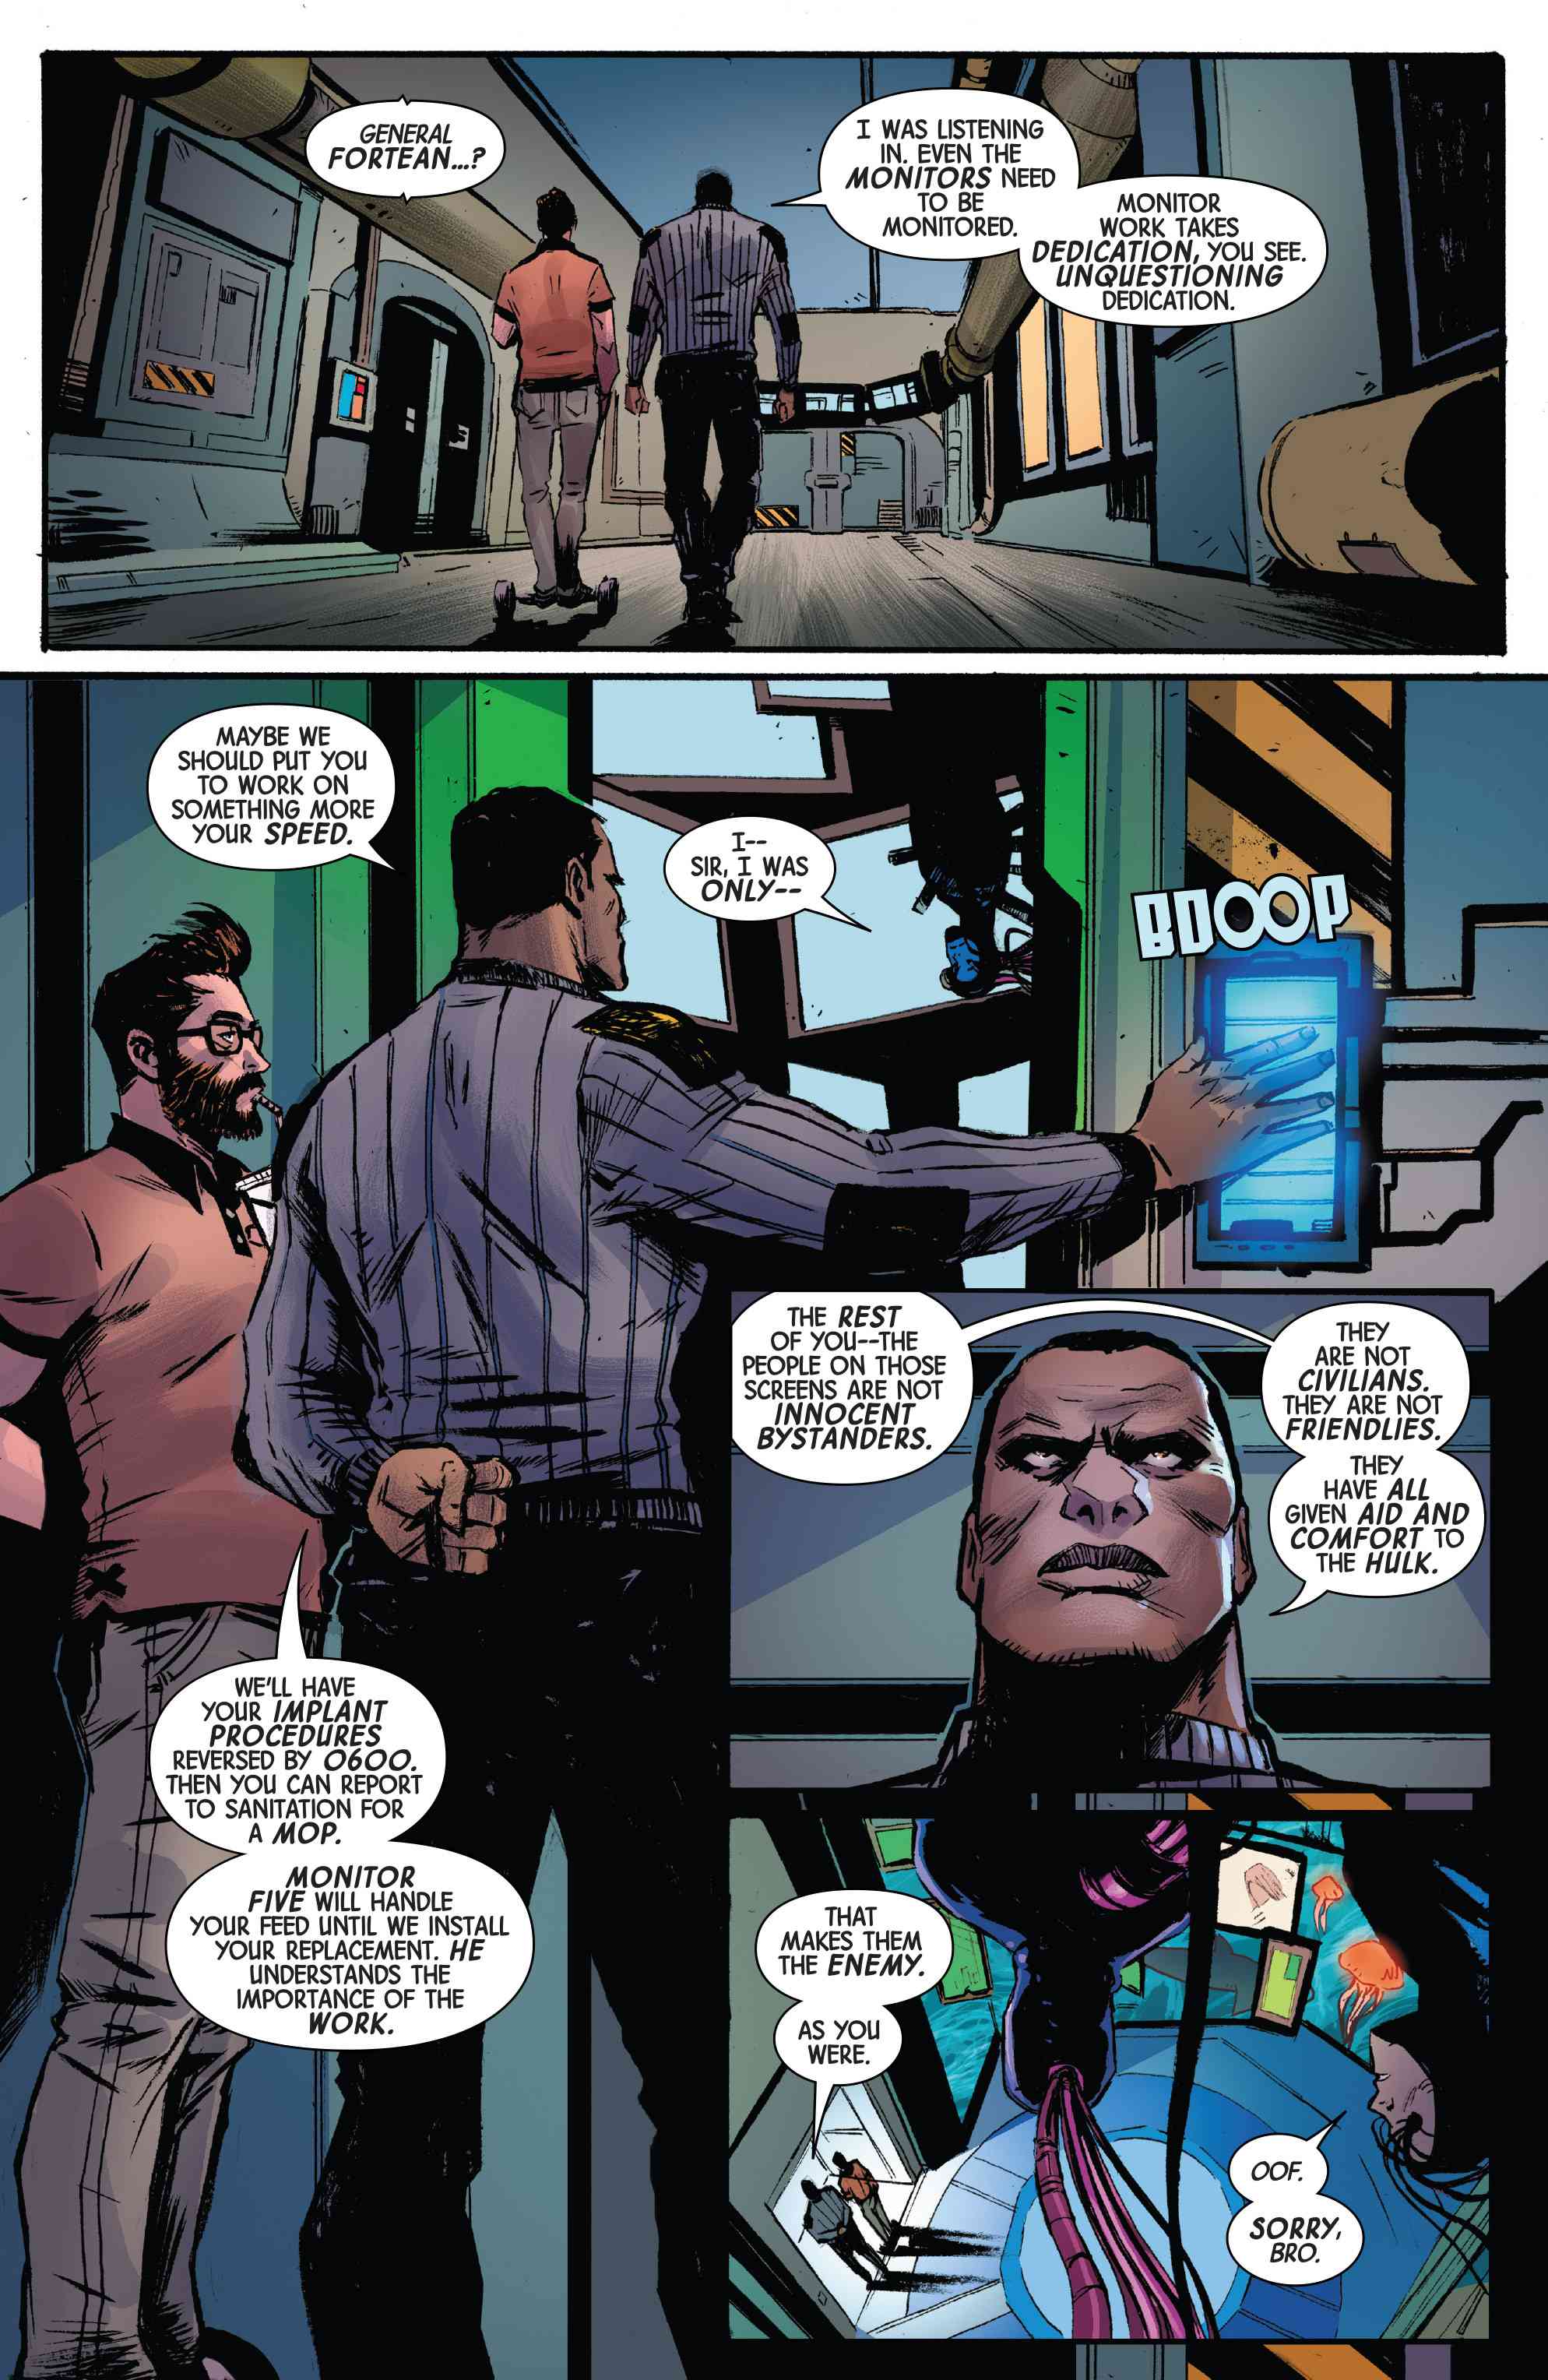 GENERAL
FORTEAN...?
I WAS LISTENING
IN. EVEN THE
MONITORS NEED
TO BE
MONITORED.
MONITOR
WORK TAKES
DEDICATION, YOU SEE.
UNQUESTIONING
DEDICATION.
MAYBE WE
SHOULD PUT YOU
TO WORK ON
SOMETHING MORE
YOUR SPEED.
I--
SIR, I WAS
ONLY--
BDOOP
WE'LL HAVE
YOUR IMPLANT
PROCEDURES
REVERSED BY 0600.
THEN YOU CAN REPORT
TO SANITATION FOR
A MOP.
MONITOR
FIVE WILL HANDLE
YOUR FEED UNTIL WE INSTALL
YOUR REPLACEMENT. HE
UNDERSTANDS THE
IMPORTANCE OF THE
WORK.
THE REST
OF YOU--THE
PEOPLE ON THOSE
SCREENS ARE NOT
INNOCENT
BYSTANDERS.
THEY
ARE NOT
CIVILIANS.
THEY ARE NOT
FRIENDLIES.
THEY
HAVE ALL
GIVEN AID AND
COMFORT TO
THE HULK.
THAT
MAKES THEM
THE ENEMY.
AS YOU
WERE.
OOF.
SORRY,
BRO.